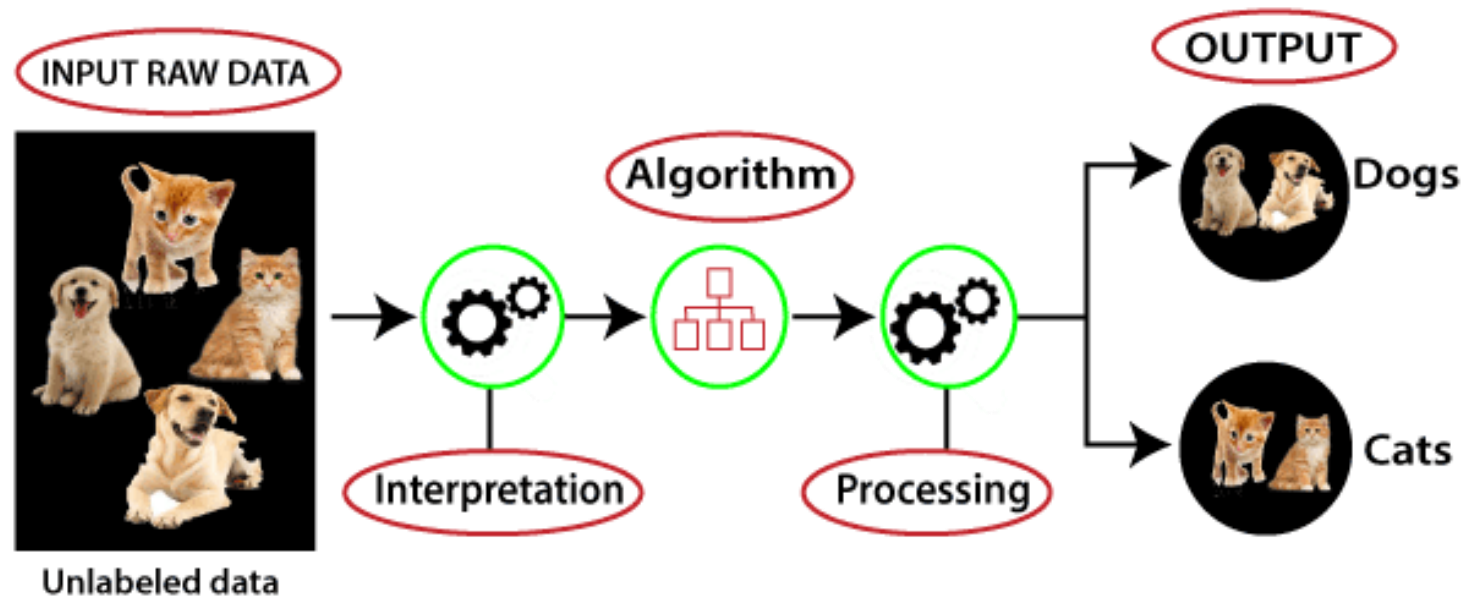 INPUT RAW DATA
Unlabeled data
Interpretation
Algorithm
Processing
OUTPUT
Dogs
Cats